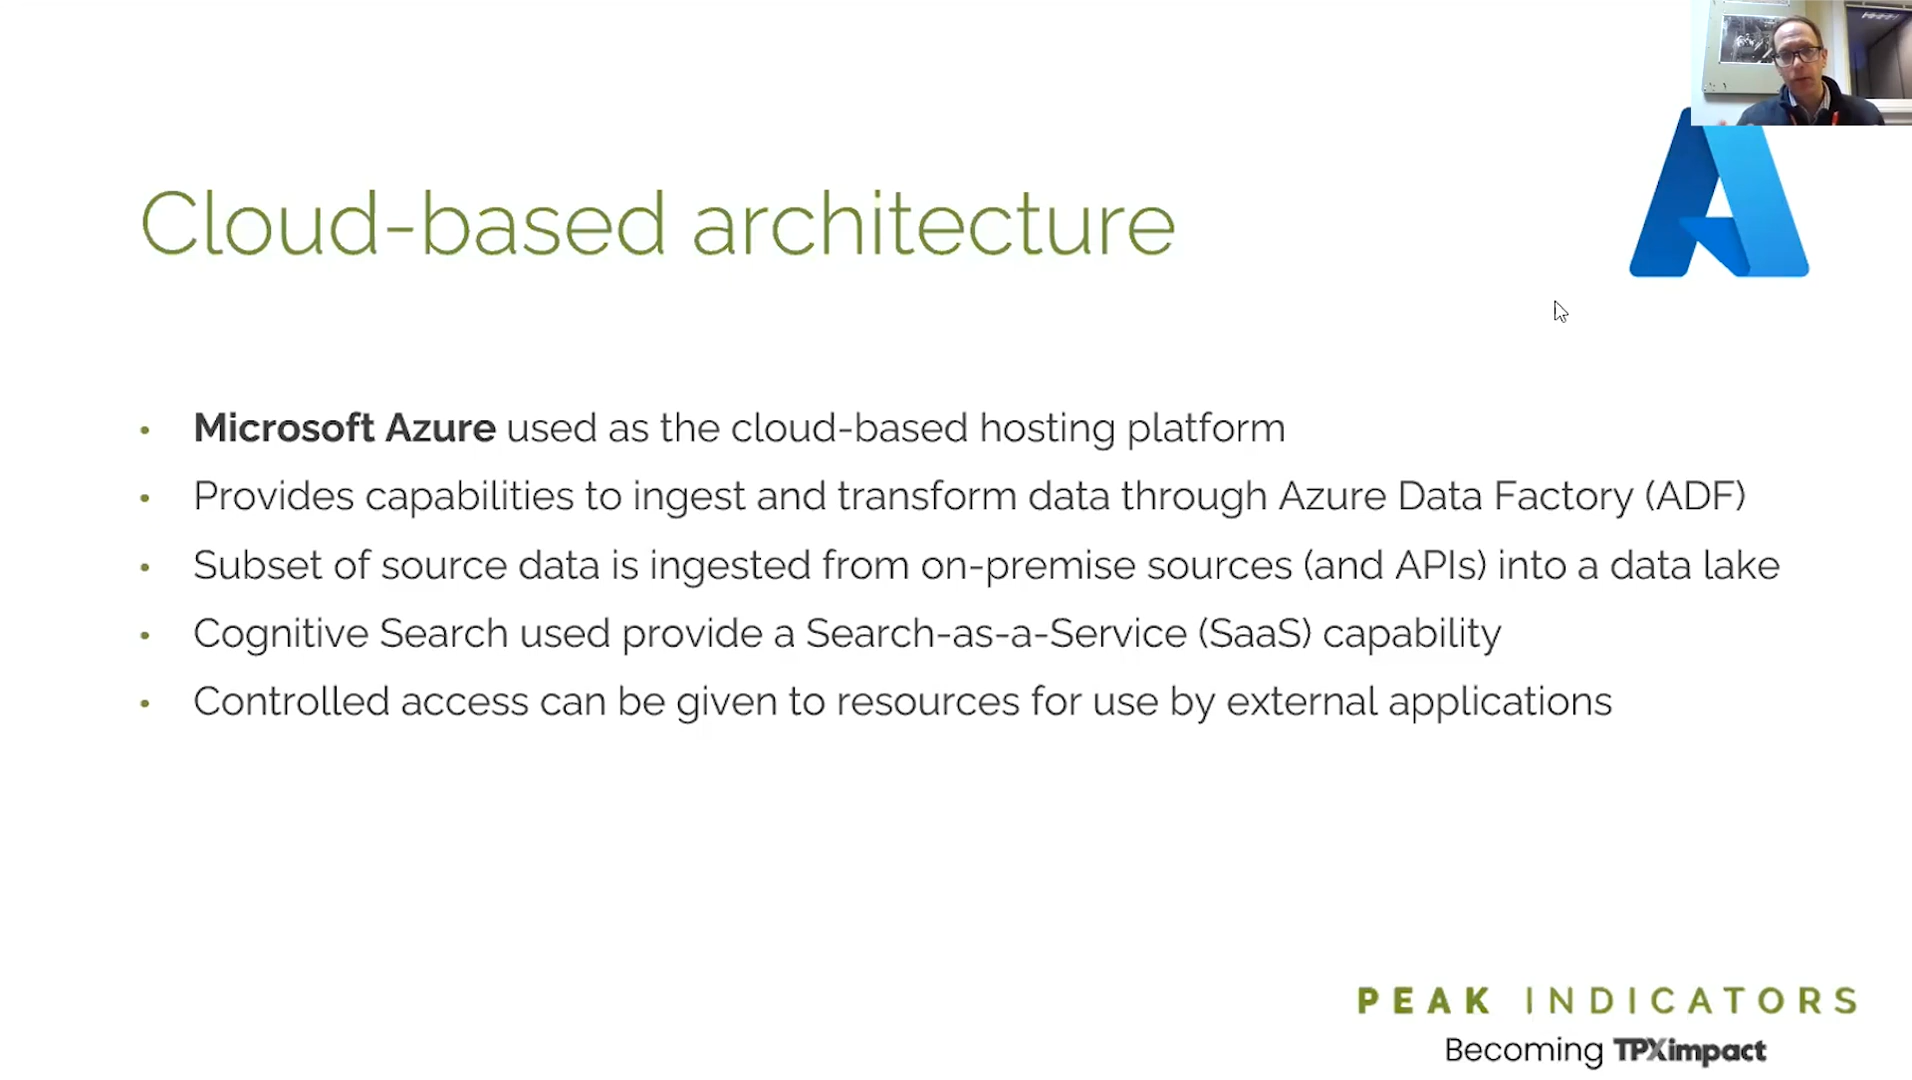 Cloud-based architecture
• Microsoft Azure used as the cloud-based hosting platform
• Provides capabilities to ingest and transform data through Azure Data Factory (ADF)
• Subset of source data is ingested from on-premise sources (and APIs) into a data lake
• Cognitive Search used provide a Search-as-a-Service (SaaS) capability
• Controlled access can be given to resources for use by external applications
PEAK INDICATORS
Becoming TPXimpact